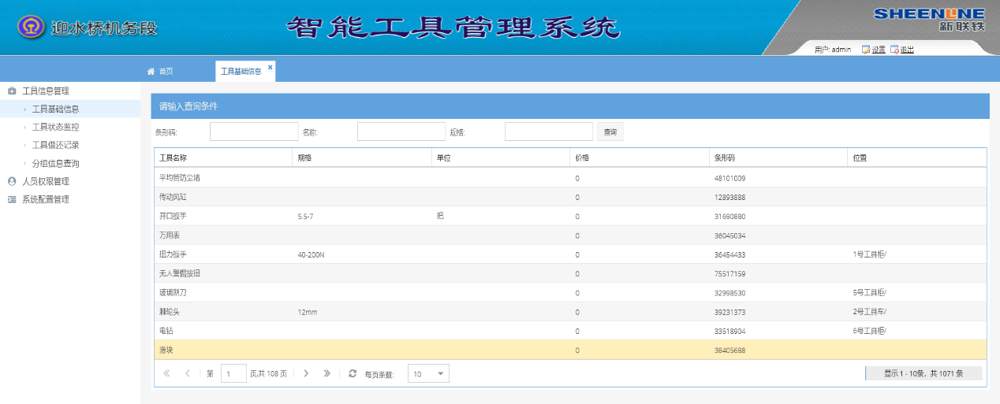 迎水桥机务段
智能工具管理系统
SHEENLINE
新联铁
用户: admin 设置 退出
首页 工具基础信息
工具信息管理
工具基础信息
工具状态监控
工具借还记录
分组信息查询
人员权限管理
系统配置管理
请输入查询条件
条形码: 名称: 规格: 查询
工具名称 规格 单位 价格 条形码 位置
平均管防尘堵 0 48101009
传动风缸 0 12893888
开口扳手 5.5-7 把 0 31690880
万用表 0 36045034
扭力扳手 40-200N 0 36454433 1号工具柜/
无人警惕按钮 0 75517159
玻璃刮刀 0 32998530 5号工具柜/
棘轮头 12mm 0 39231373 2号工具车/
电钻 0 33518904 6号工具柜/
滑块 0 38405688
第 1 页,共 108 页 每页条数: 10 显示 1 - 10条，共 1071 条